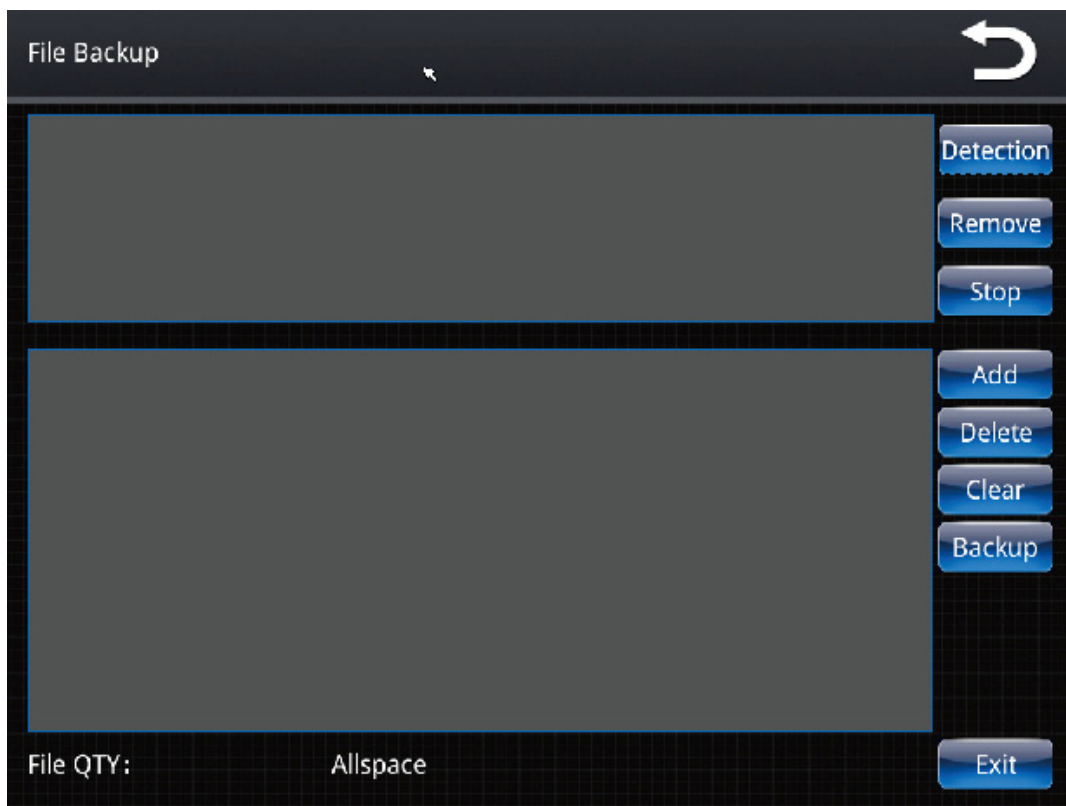 File Backup
Detection
Remove
Stop
Add
Delete
Clear
Backup
File QTY:
Allspace
Exit